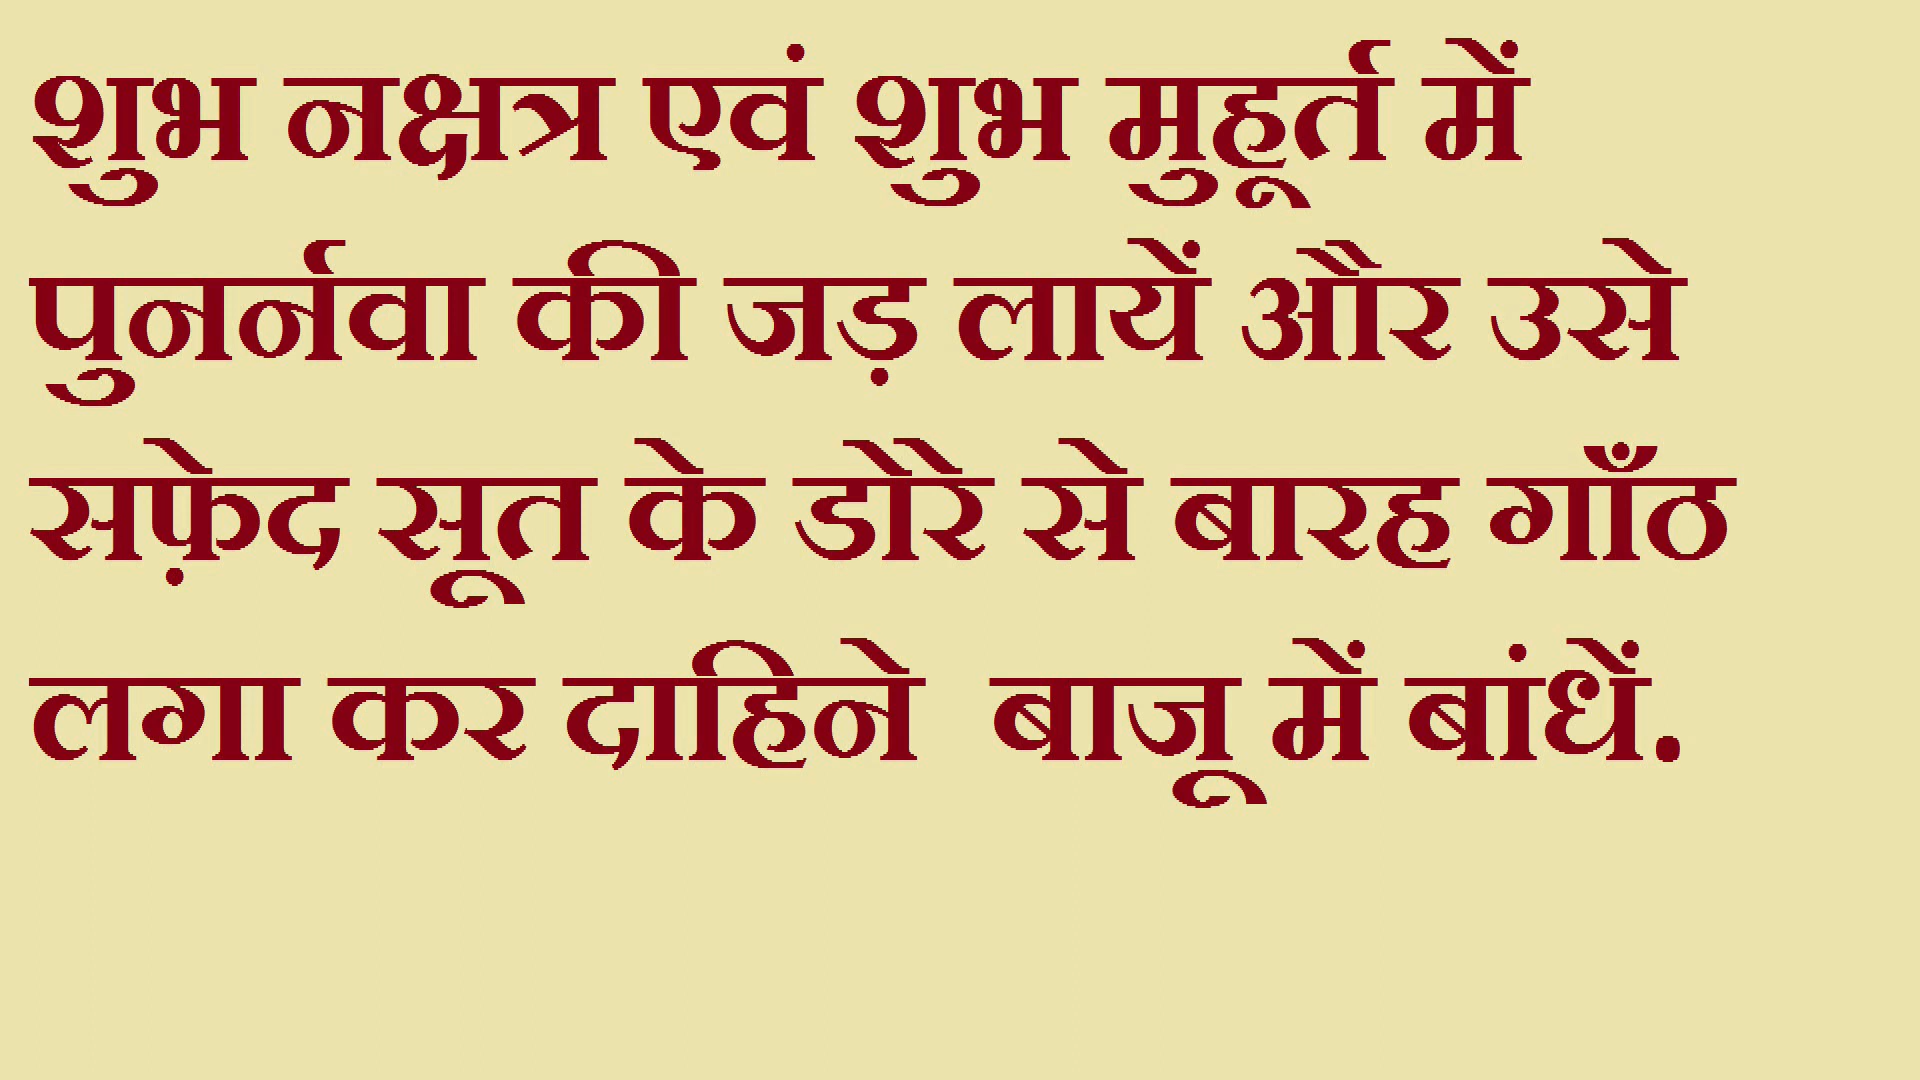 शुभ नक्षत्र एवं शुभ मुहूर्त में
पुनर्नवा की जड़ लायें और उसे
सफ़ेद सूत के डोरे से बारह गाँठ
लगा कर दाहिने  बाजू में बांधें.